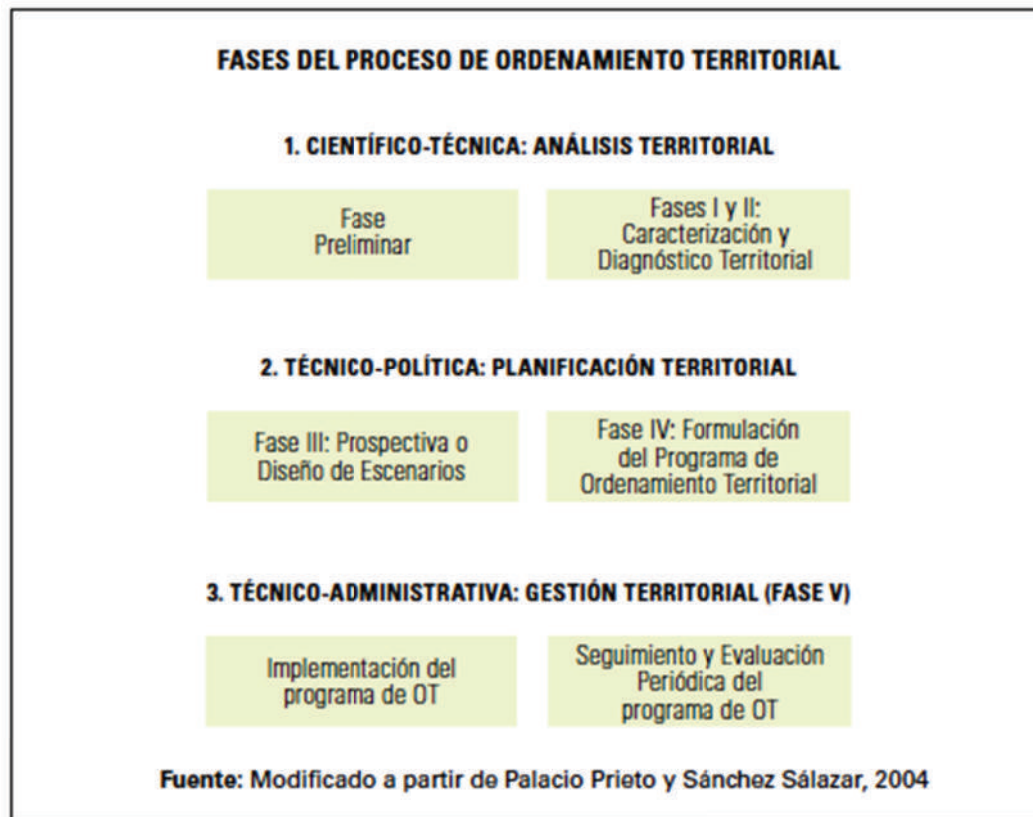 FASES DEL PROCESO DE ORDENAMIENTO TERRITORIAL
1. CIENTÍFICO-TÉCNICA: ANÁLISIS TERRITORIAL
Fase
Preliminar
Fases I y II:
Caracterización y
Diagnóstico Territorial
2. TÉCNICO-POLÍTICA: PLANIFICACIÓN TERRITORIAL
Fase III: Prospectiva o
Diseño de Escenarios
Fase IV: Formulación
del Programa de
Ordenamiento Territorial
3. TÉCNICO-ADMINISTRATIVA: GESTIÓN TERRITORIAL (FASE V)
Implementación del
programa de OT
Seguimiento y Evaluación
Periódica del
programa de OT
Fuente: Modificado a partir de Palacio Prieto y Sánchez Sálazar, 2004